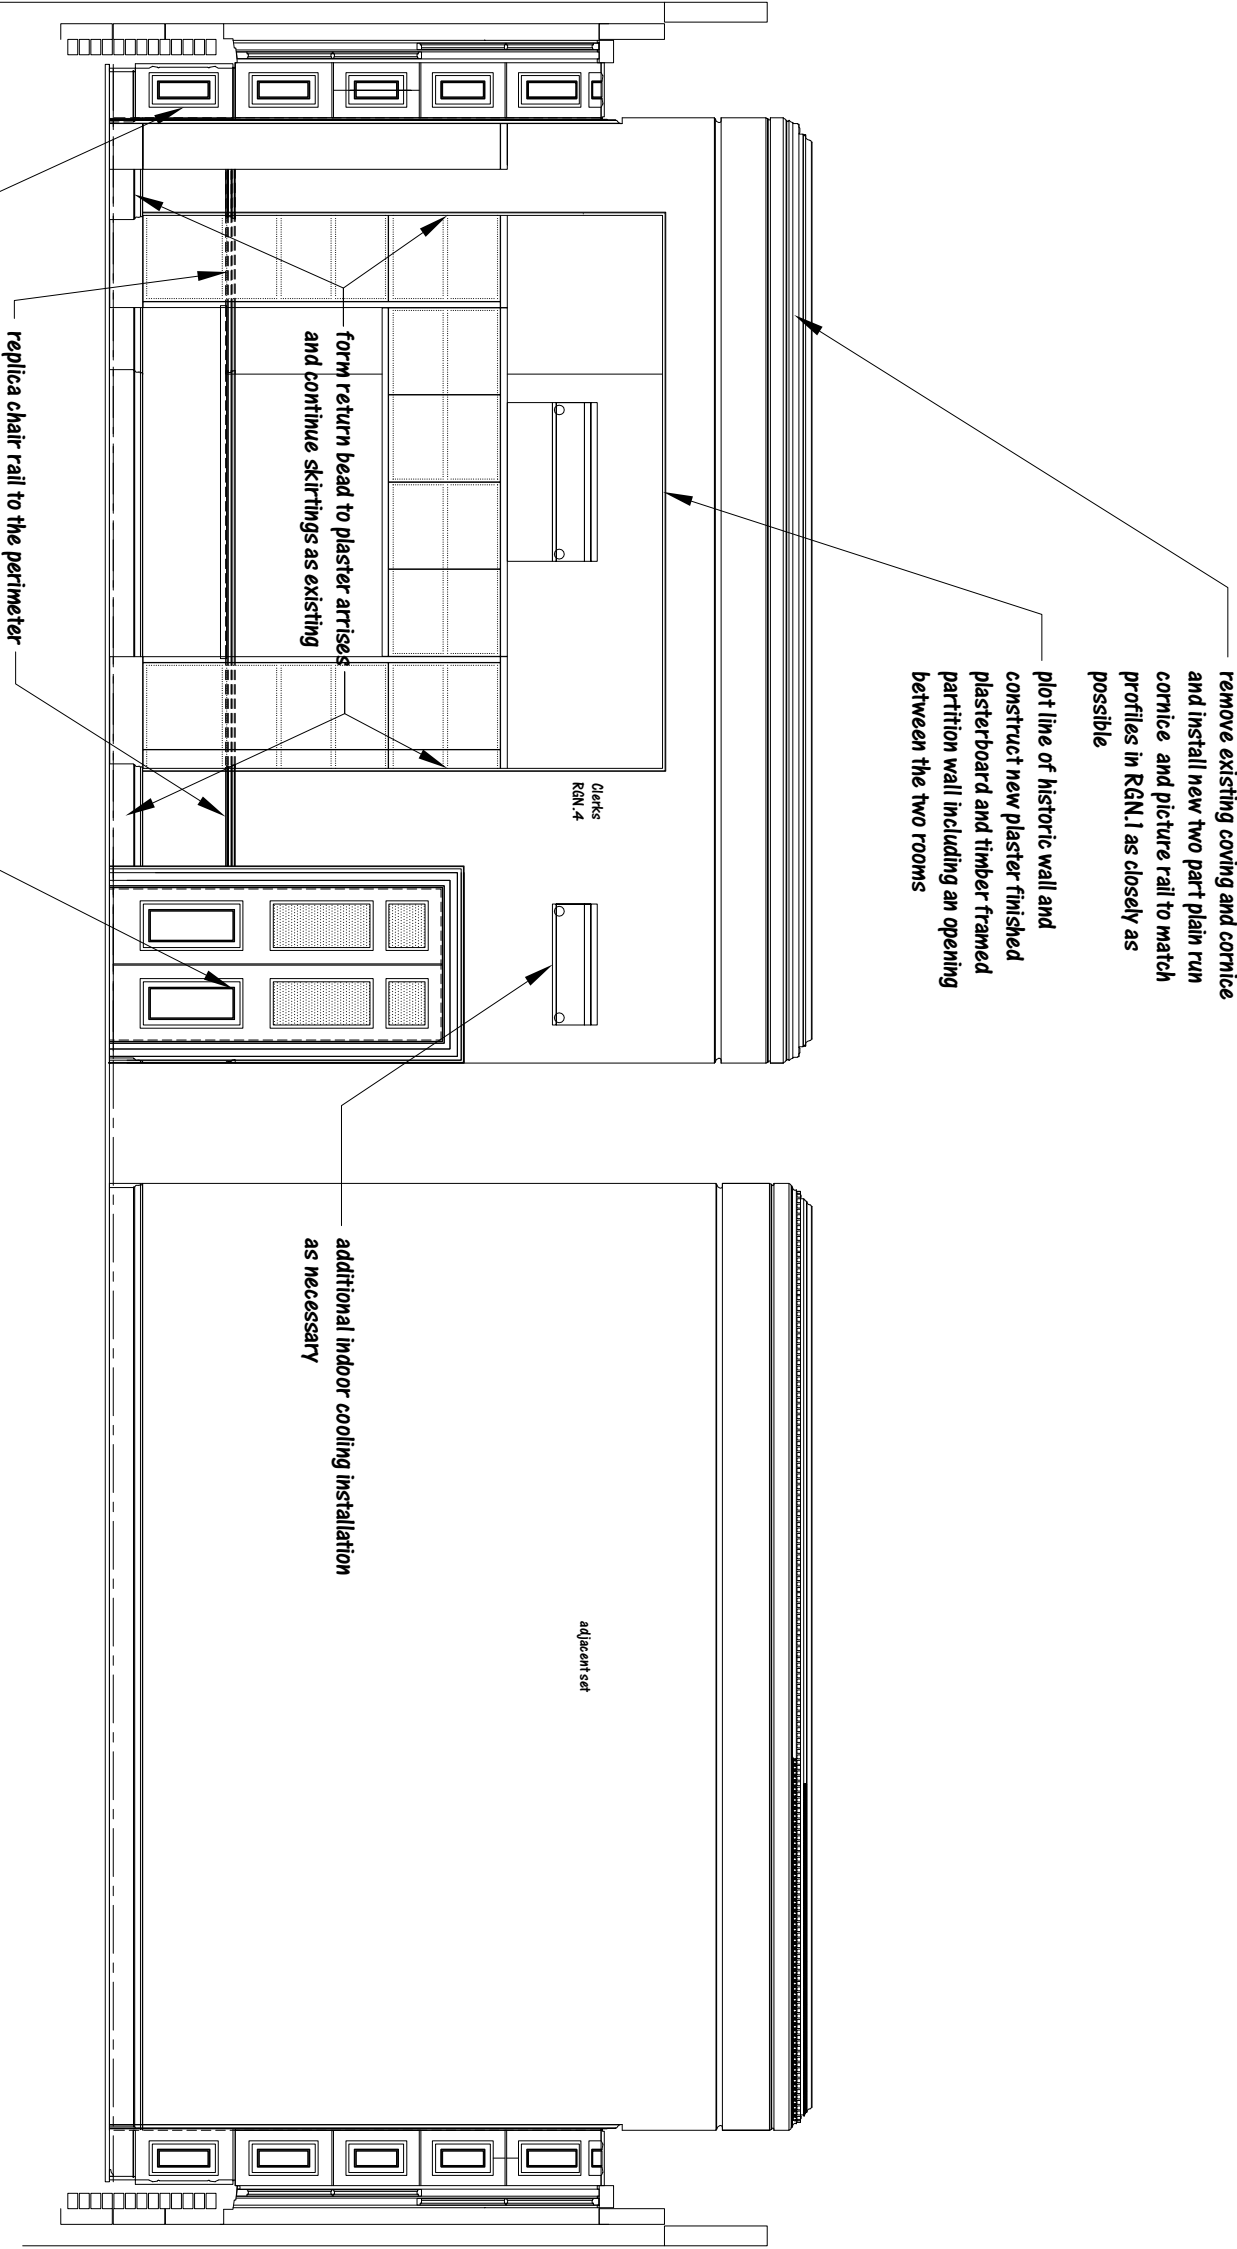 remove existing coving and cornice
and install new two part plain run
cornice and picture rail to match
profiles in RGN.1 as closely as
possible
plot line of historic wall and
construct new plaster finished
plasterboard and timber framed
partition wall including an opening
between the two rooms
Clerks
RGN.4
adjacent set
form return bead to plaster arrises
and continue skirtings as existing
additional indoor cooling installation
as necessary
replica chair rail to the perimeter